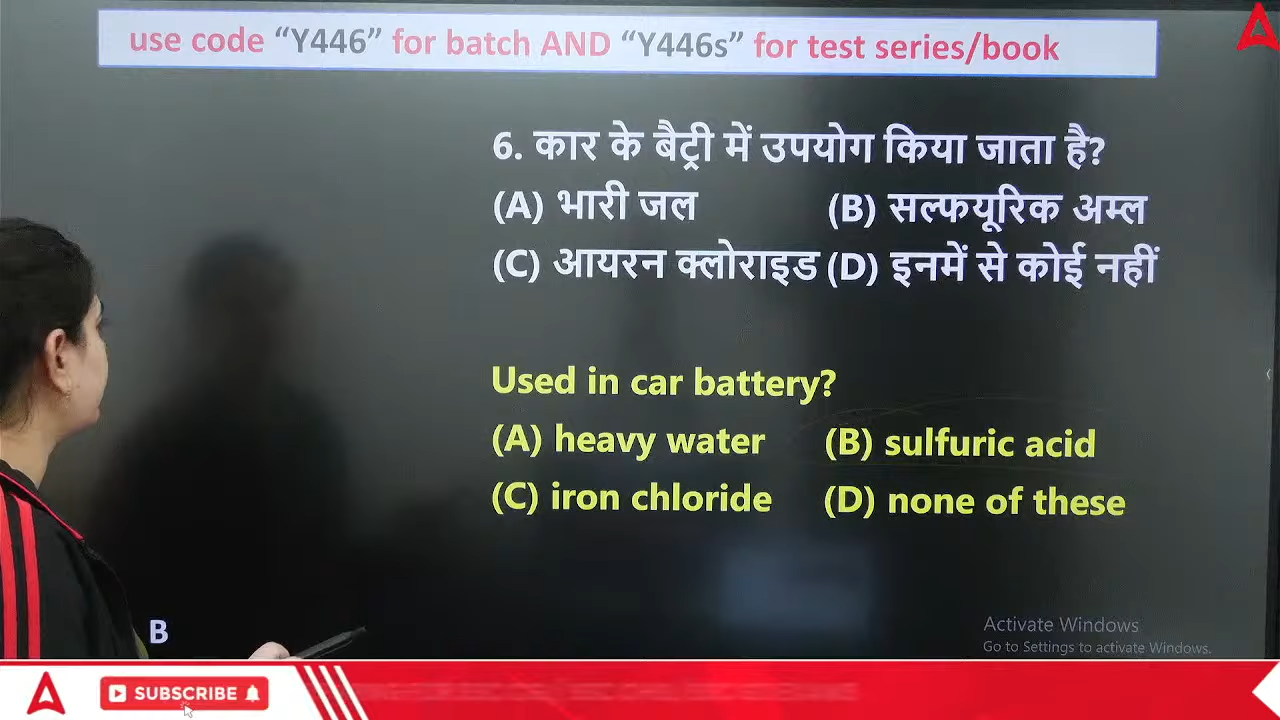 use code “Y446” for batch AND “Y446s” for test series/book
6. कार के बैट्री में उपयोग किया जाता है?
(A) भारी जल (B) सल्फयूरिक अम्ल
(C) आयरन क्लोराइड (D) इनमें से कोई नहीं
Used in car battery?
(A) heavy water (B) sulfuric acid
(C) iron chloride (D) none of these
B
Activate Windows
Go to Settings to activate Windows.
SUBSCRIBE